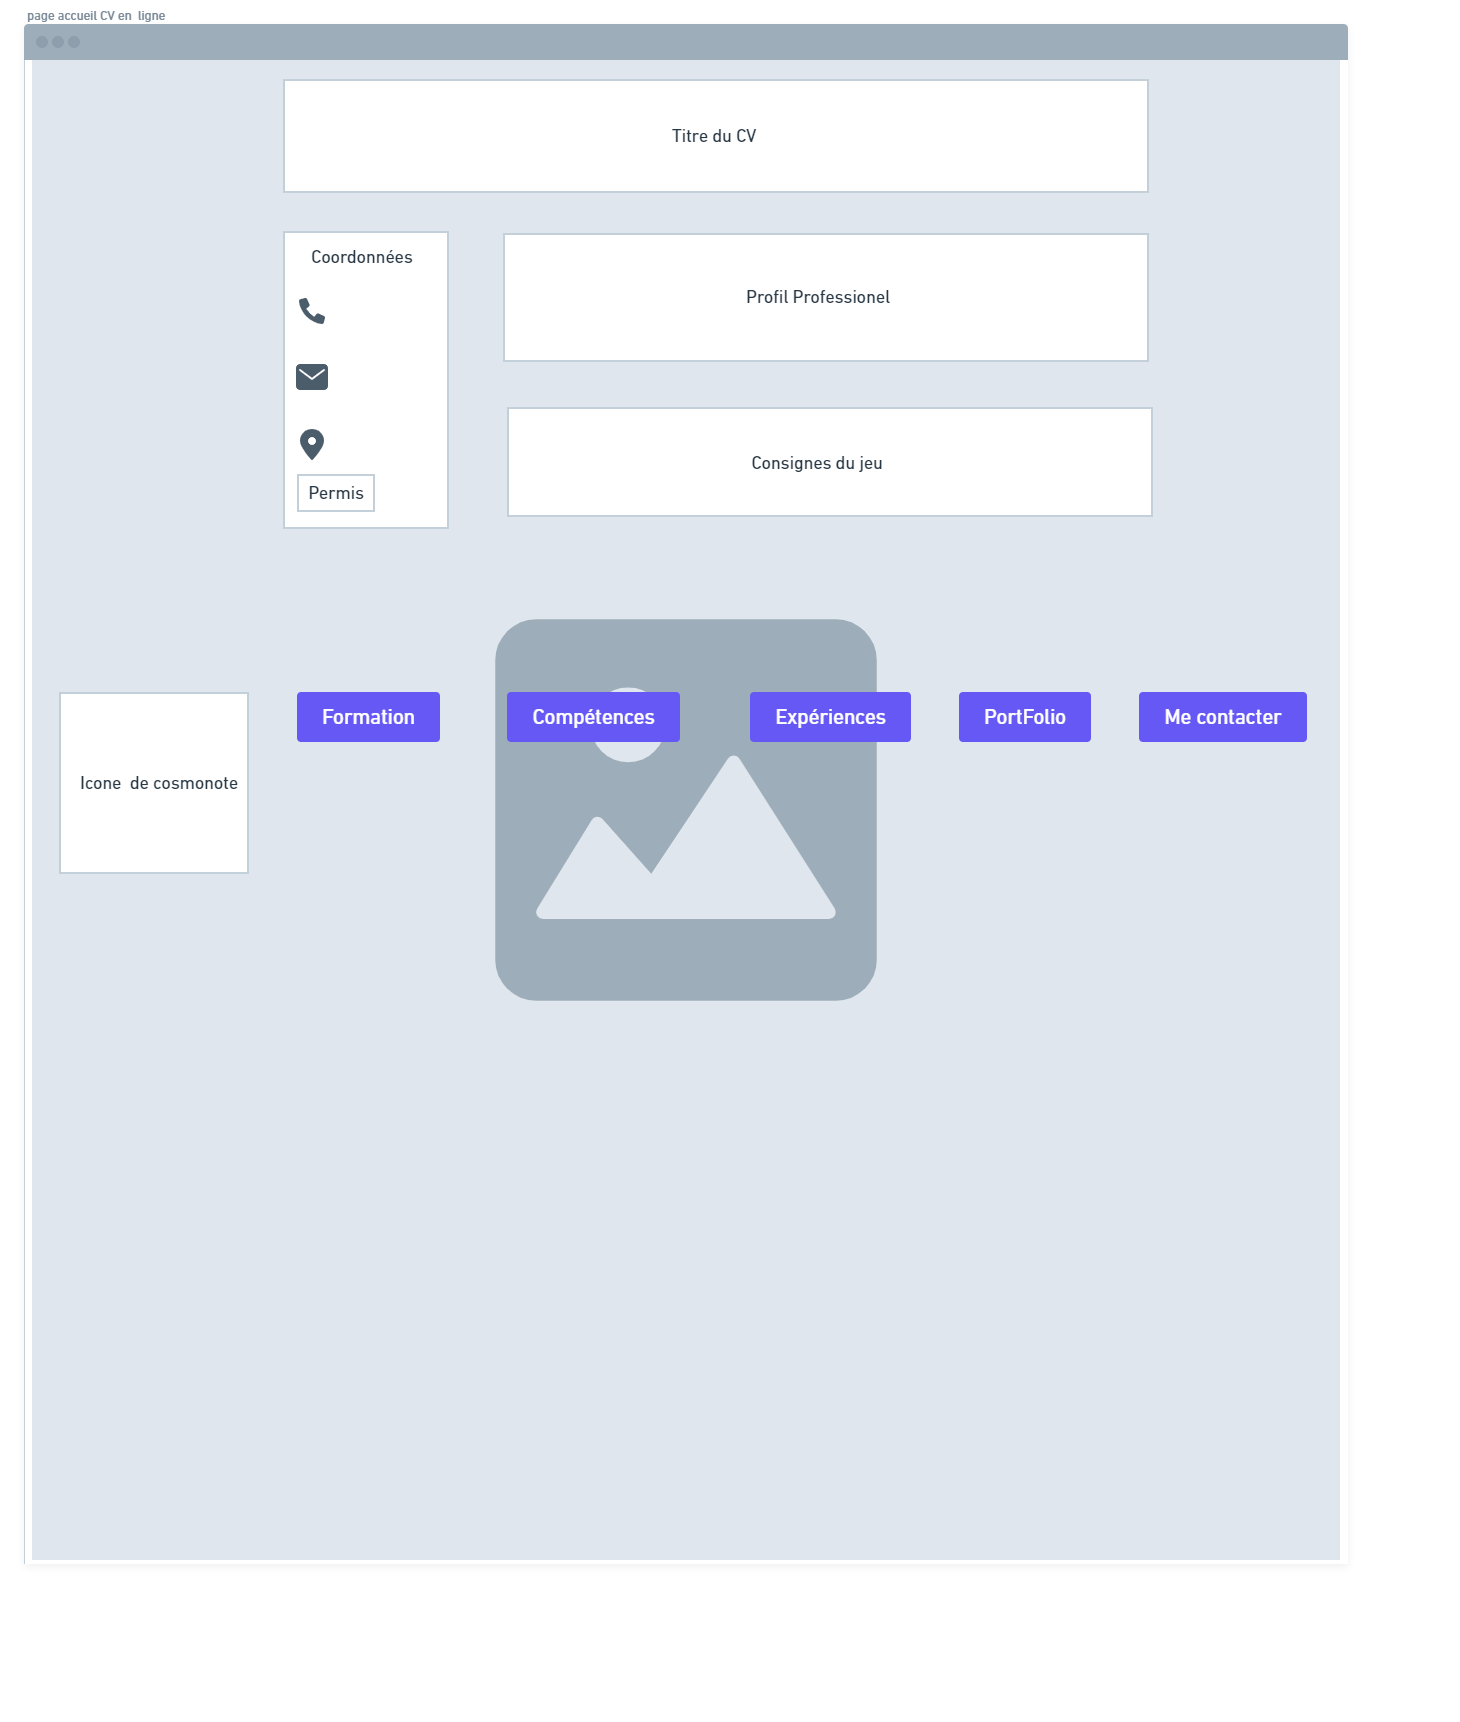 page accueil CV en  ligne
Titre du CV
Coordonnées
Profil Professionel
Consignes du jeu
Permis
Formation
Compétences
Expériences
PortFolio
Me contacter
Icone  de cosmonote